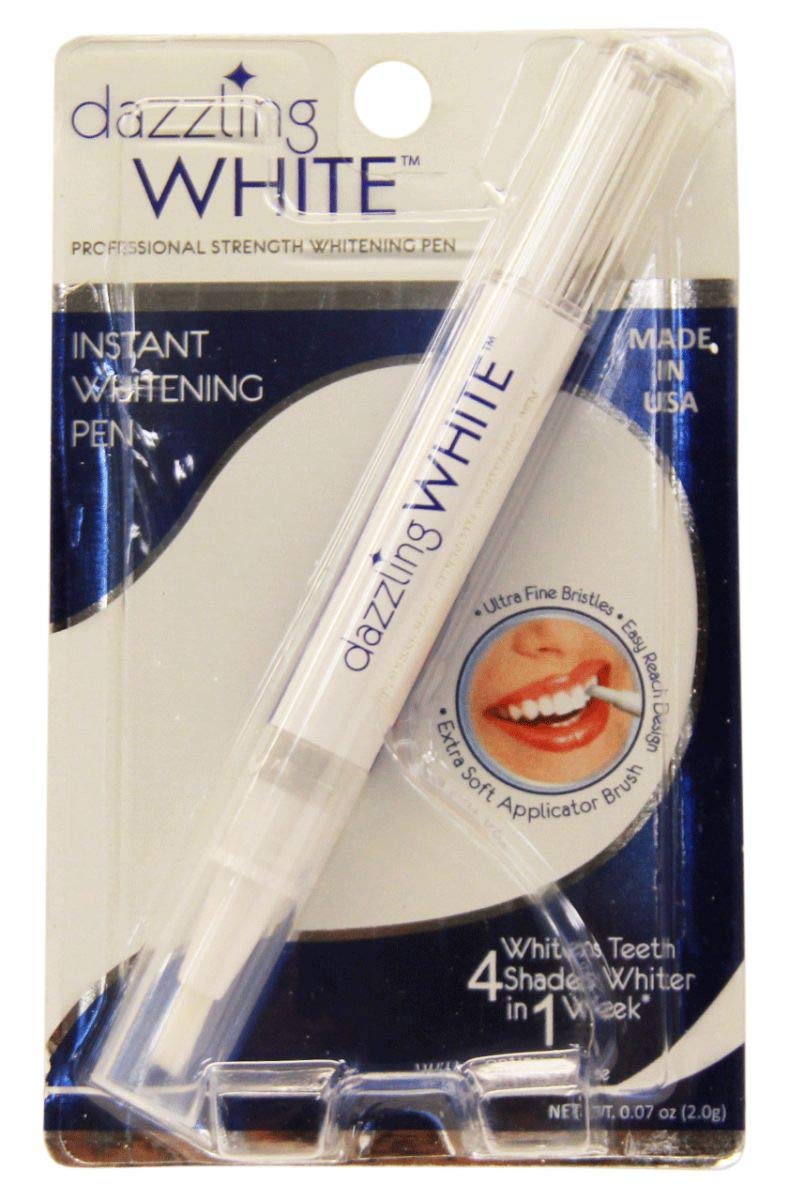 dazzling
WHITE™
PROFESSIONAL STRENGTH WHITENING PEN
INSTANT
WHITENING
PEN
MADE
IN
USA
dazzling WHITE™
• Ultra Fine Bristles • Easy Reach Design
• Extra Soft Applicator Brush
Whitens Teeth
4 Shades Whiter
in 1 Week*
NET WT. 0.07 oz (2.0g)